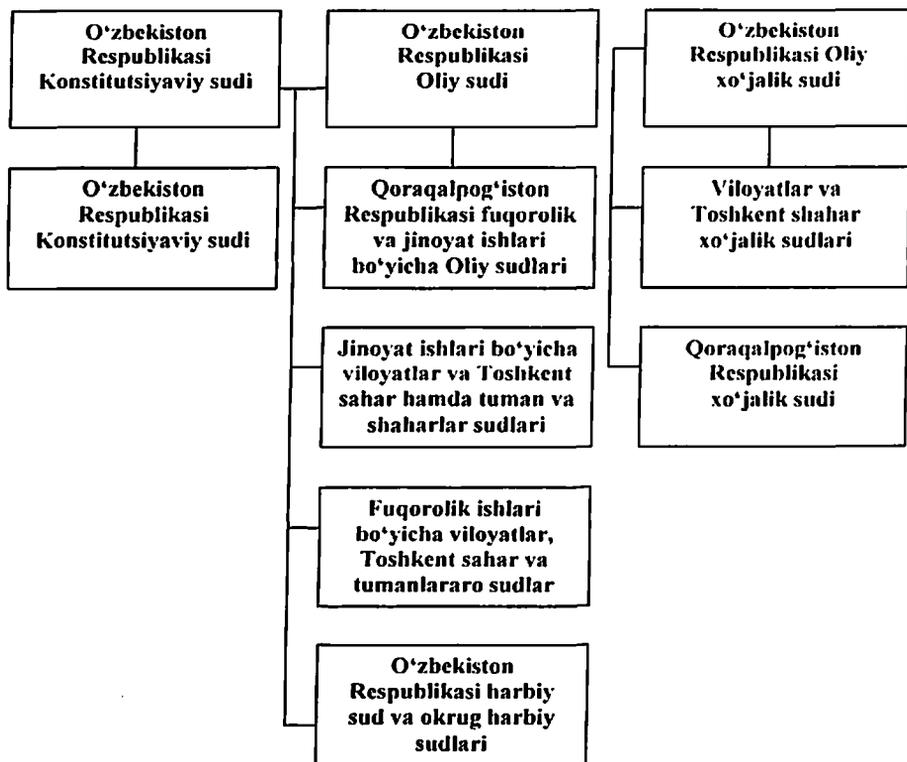 O‘zbekiston
Respublikasi
Konstitutsiyaviy sudi
O‘zbekiston
Respublikasi
Konstitutsiyaviy sudi
O‘zbekiston
Respublikasi
Oliy sudi
Qoraqalpog‘iston
Respublikasi fuqorolik
va jinoyat ishlari
bo‘yicha Oliy sudlari
Jinoyat ishlari bo‘yicha
viloyatlar va Toshkent
sahar hamda tuman va
shaharlar sudlari
Fuqorolik ishlari
bo‘yicha viloyatlar,
Toshkent sahar va
tumanlararo sudlar
O‘zbekiston
Respublikasi harbiy
sud va okrug harbiy
sudlari
O‘zbekiston
Respublikasi Oliy
xo‘jalik sudi
Viloyatlar va
Toshkent shahar
xo‘jalik sudlari
Qoraqalpog‘iston
Respublikasi
xo‘jalik sudi